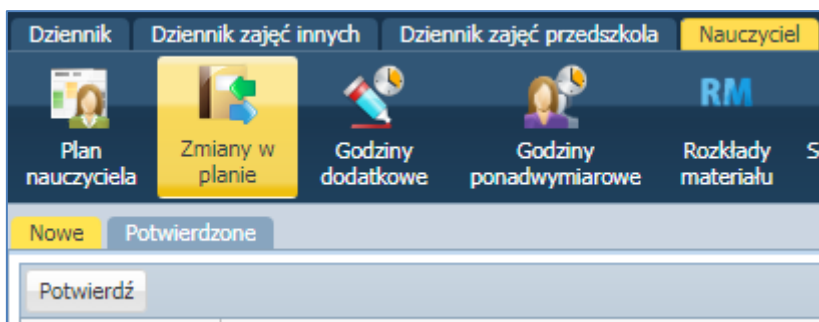 Dziennik Dziennik zajęć innych Dziennik zajęć przedszkola Nauczyciel
RM
Plan nauczyciela
Zmiany w planie
Godziny dodatkowe
Godziny ponadwymiarowe
Rozkłady materiału
Nowe Potwierdzone
Potwierdź